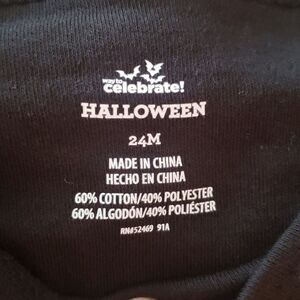 way to
celebrate!
HALLOWEEN
24M
MADE IN CHINA
HECHO EN CHINA
60% COTTON/40% POLYESTER
60% ALGODÓN/40% POLIÉSTER
RN#52469 91A